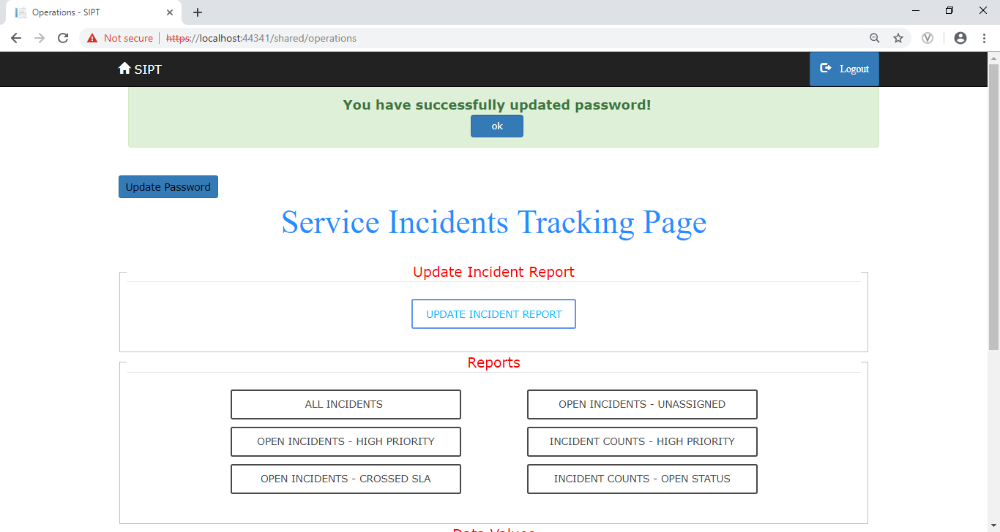 Operations - SIPT
Not secure https://localhost:44341/shared/operations
SIPT
Logout
You have successfully updated password!
ok
Update Password
Service Incidents Tracking Page
Update Incident Report
UPDATE INCIDENT REPORT
Reports
ALL INCIDENTS
OPEN INCIDENTS - UNASSIGNED
OPEN INCIDENTS - HIGH PRIORITY
INCIDENT COUNTS - HIGH PRIORITY
OPEN INCIDENTS - CROSSED SLA
INCIDENT COUNTS - OPEN STATUS
Data Values